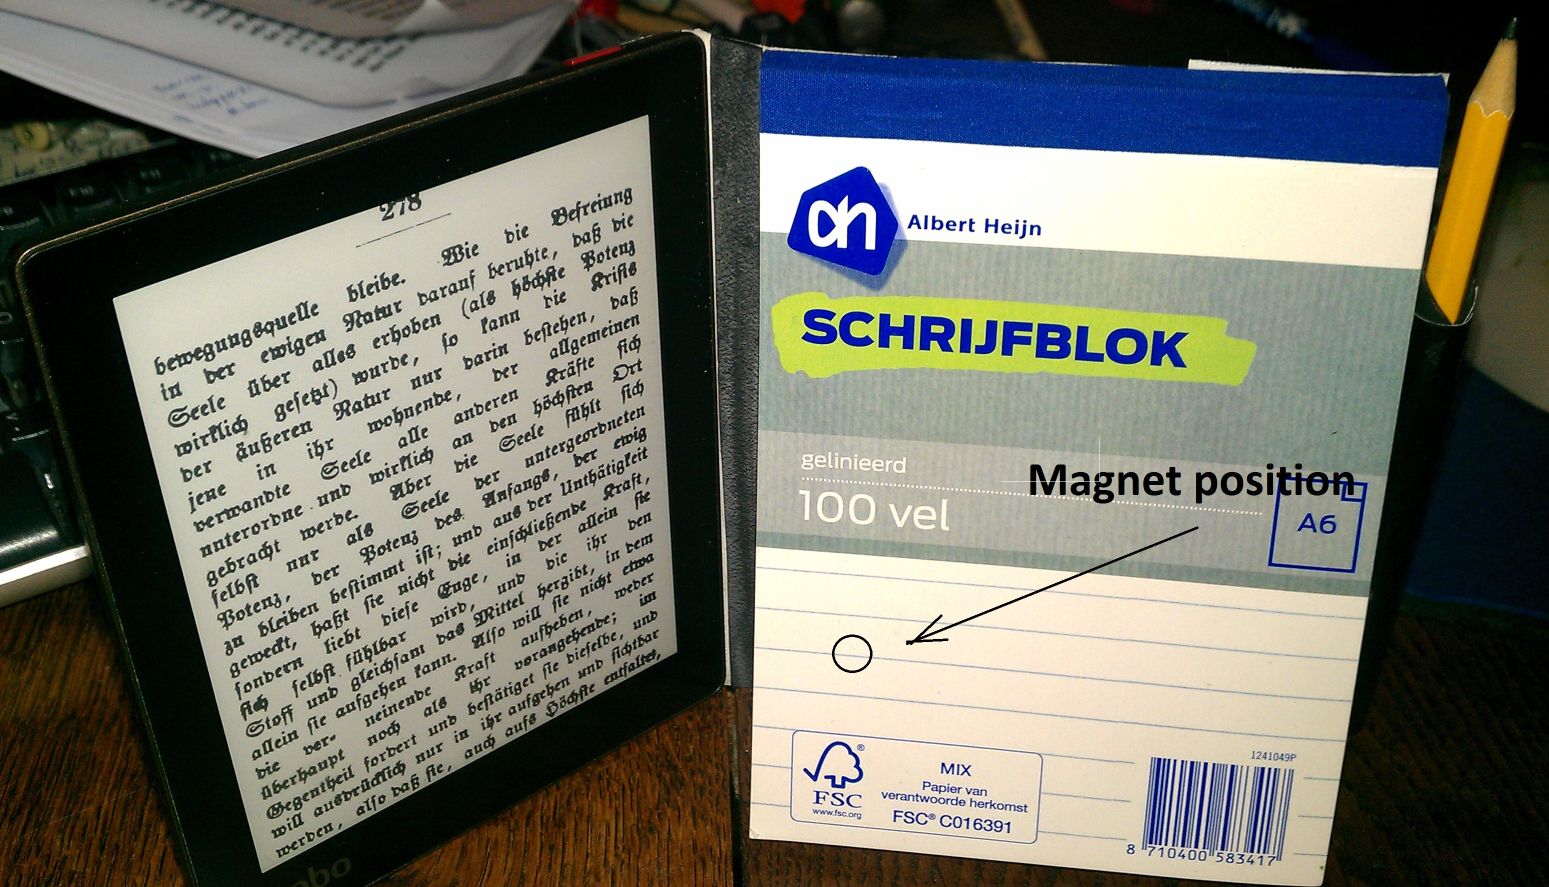 278
bewegungsquelle bleibe. Wie die Befreiung
in der ewigen Natur darauf beruhte, daß die
Seele über alles erhoben (als höchste Potenz
wirklich gesetzt) wurde, so kann die Krisis
der äußeren Natur nur darin bestehen, daß
jene in ihr wohnende, der allgemeinen
verwandte Seele alle anderen Kräfte sich
unterordne und wirklich an den höchsten Ort
gebracht werde. Aber die Seele fühlt sich
selbst nur als Seele der untergeordneten
Potenz, der Potenz des Anfangs, der ewig
zu bleiben bestimmt ist; und aus der Unthätigkeit
geweckt, haßt sie nicht die einschließende Kraft,
sondern liebt diese Enge, in der allein sie
sich selbst fühlbar wird, und die ihr den
Stoff und gleichsam das Mittel hergibt, in dem
allein sie aufgehen kann. Also will sie nicht etwa
die verneinende Kraft aufheben, weder
überhaupt noch als ihr vorangehende; im
Gegentheil fordert und bestätiget sie dieselbe, und
will ausdrücklich nur in ihr aufgehen und sichtbar
werden, also daß sie, auch aufs Höchste entfaltet,
kobo
ah
Albert Heijn
SCHRIJFBLOK
gelinieerd
100 vel
Magnet position
A6
FSC®
www.fsc.org
MIX
Papier van
verantwoorde herkomst
FSC® C016391
1241049P
8 710400 583417